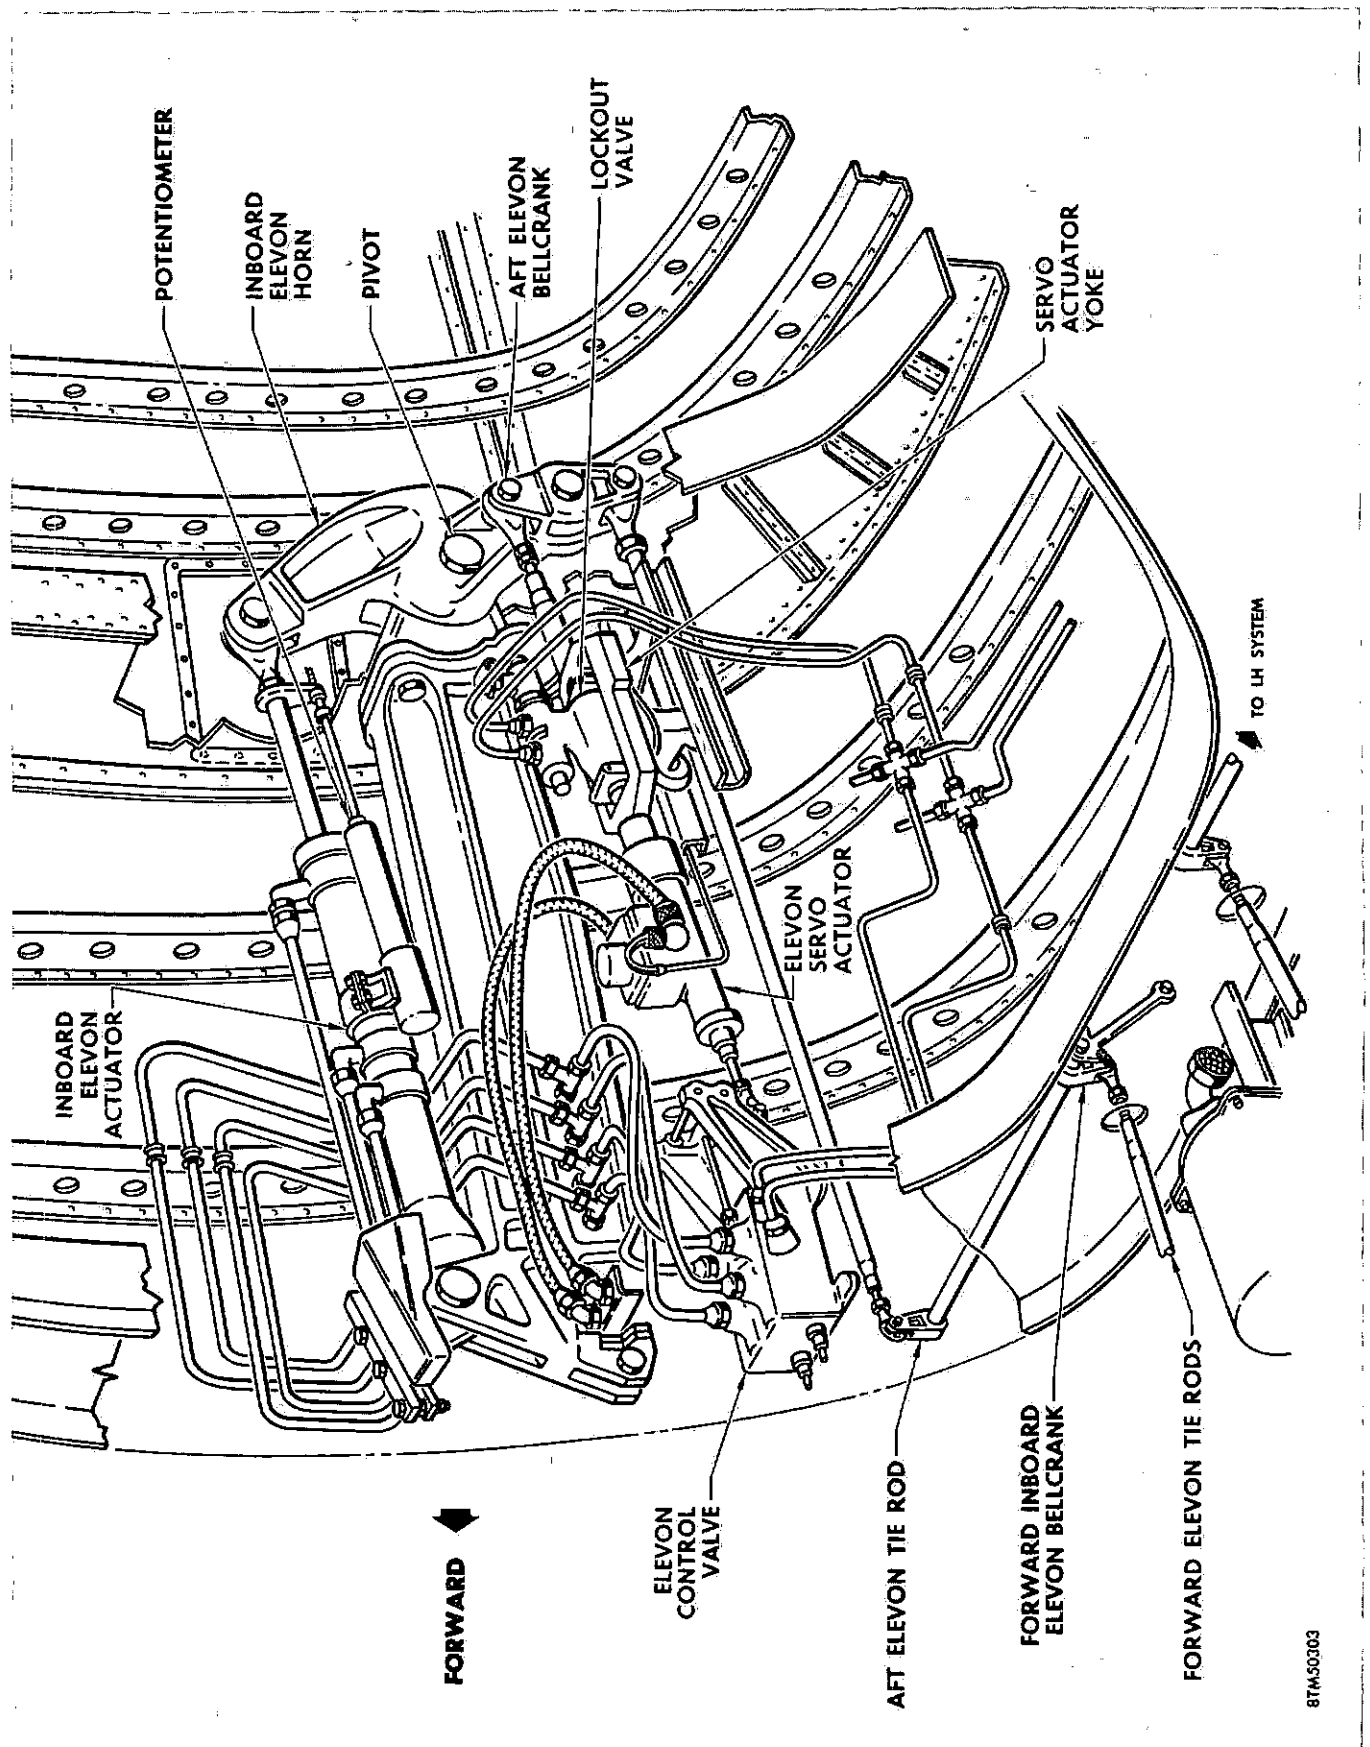 POTENTIOMETER
INBOARD
ELEVON
HORN
PIVOT
AFT ELEVON
BELLCRANK
LOCKOUT
VALVE
SERVO
ACTUATOR
YOKE
INBOARD
ELEVON
ACTUATOR
ELEVON
SERVO
ACTUATOR
TO LH SYSTEM
FORWARD
ELEVON
CONTROL
VALVE
AFT ELEVON TIE ROD
FORWARD INBOARD
ELEVON BELLCRANK
FORWARD ELEVON TIE RODS
8TM50303